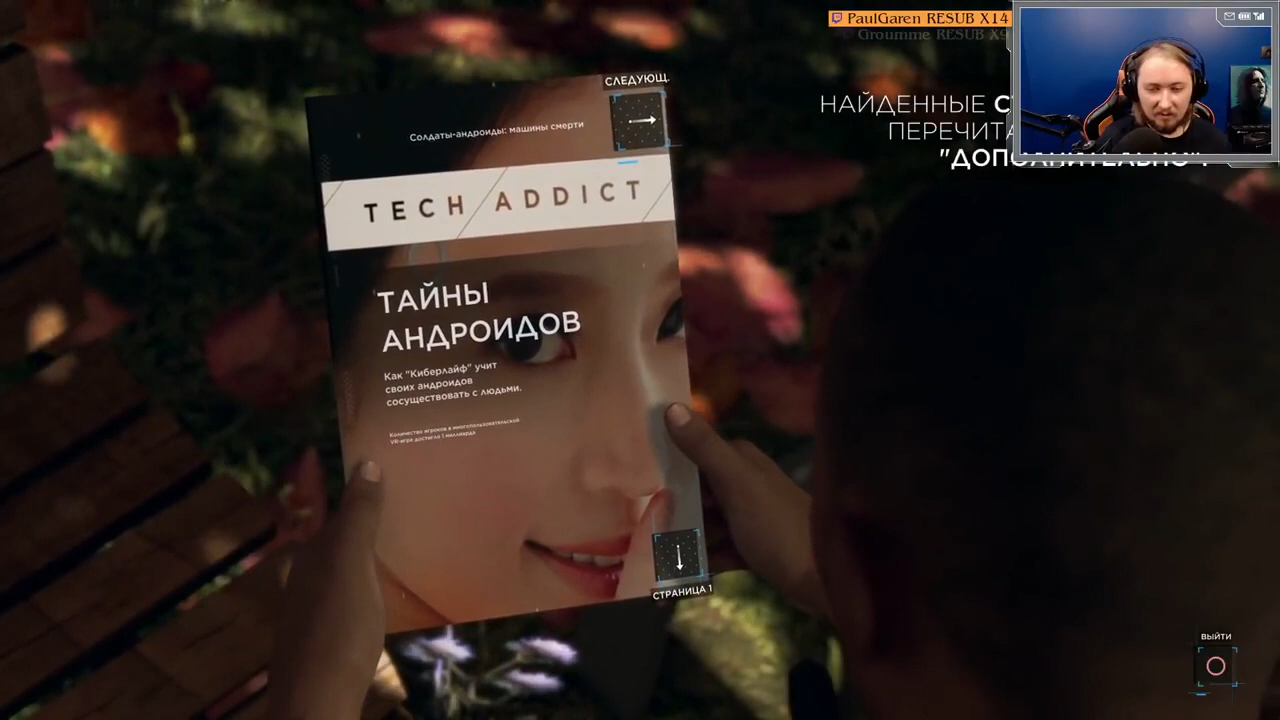 PaulGaren RESUB X14
Groumme RESUB X9
СЛЕДУЮЩ.
Солдаты-андроиды: машины смерти
НАЙДЕННЫЕ
"ДОПОЛНИТЕЛЬНО".
TECH ADDICT
ТАЙНЫ
АНДРОИДОВ
Как "Киберлайф" учит
своих андроидов
сосуществовать с людьми.
Количество игроков в многопользовательской
VR-игре достигло 1 миллиарда
СТРАНИЦА 1
ВЫЙТИ